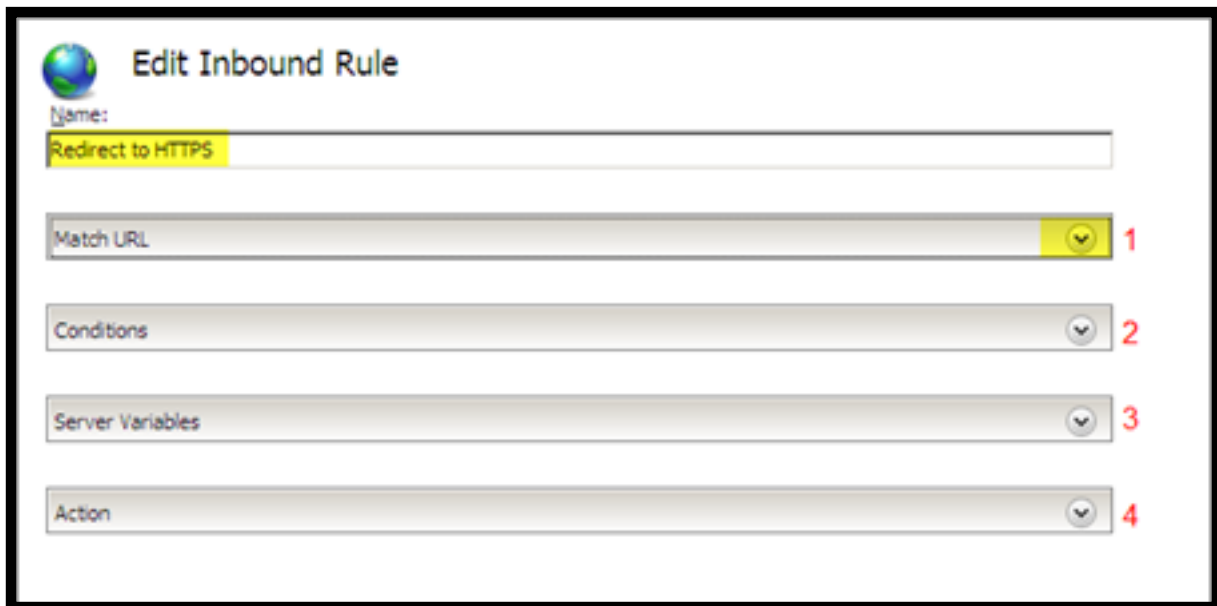 Edit Inbound Rule
Name:
Redirect to HTTPS
Match URL 1
Conditions 2
Server Variables 3
Action 4